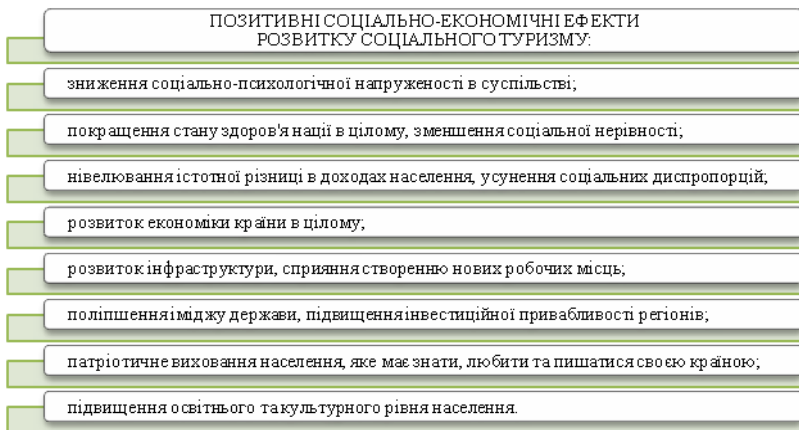 ПОЗИТИВНІ СОЦІАЛЬНО-ЕКОНОМІЧНІ ЕФЕКТИ
РОЗВИТКУ СОЦІАЛЬНОГО ТУРИЗМУ:
зниження соціально-психологічної напруженості в суспільстві;
покращення стану здоров'я нації в цілому, зменшення соціальної нерівності;
нівелювання істотної різниці в доходах населення, усунення соціальних диспропорцій;
розвиток економіки країни в цілому;
розвиток інфраструктури, сприяння створенню нових робочих місць;
поліпшення іміджу держави, підвищення інвестиційної привабливості регіонів;
патріотичне виховання населення, яке має знати, любити та пишатися своєю країною;
підвищення освітнього та культурного рівня населення.